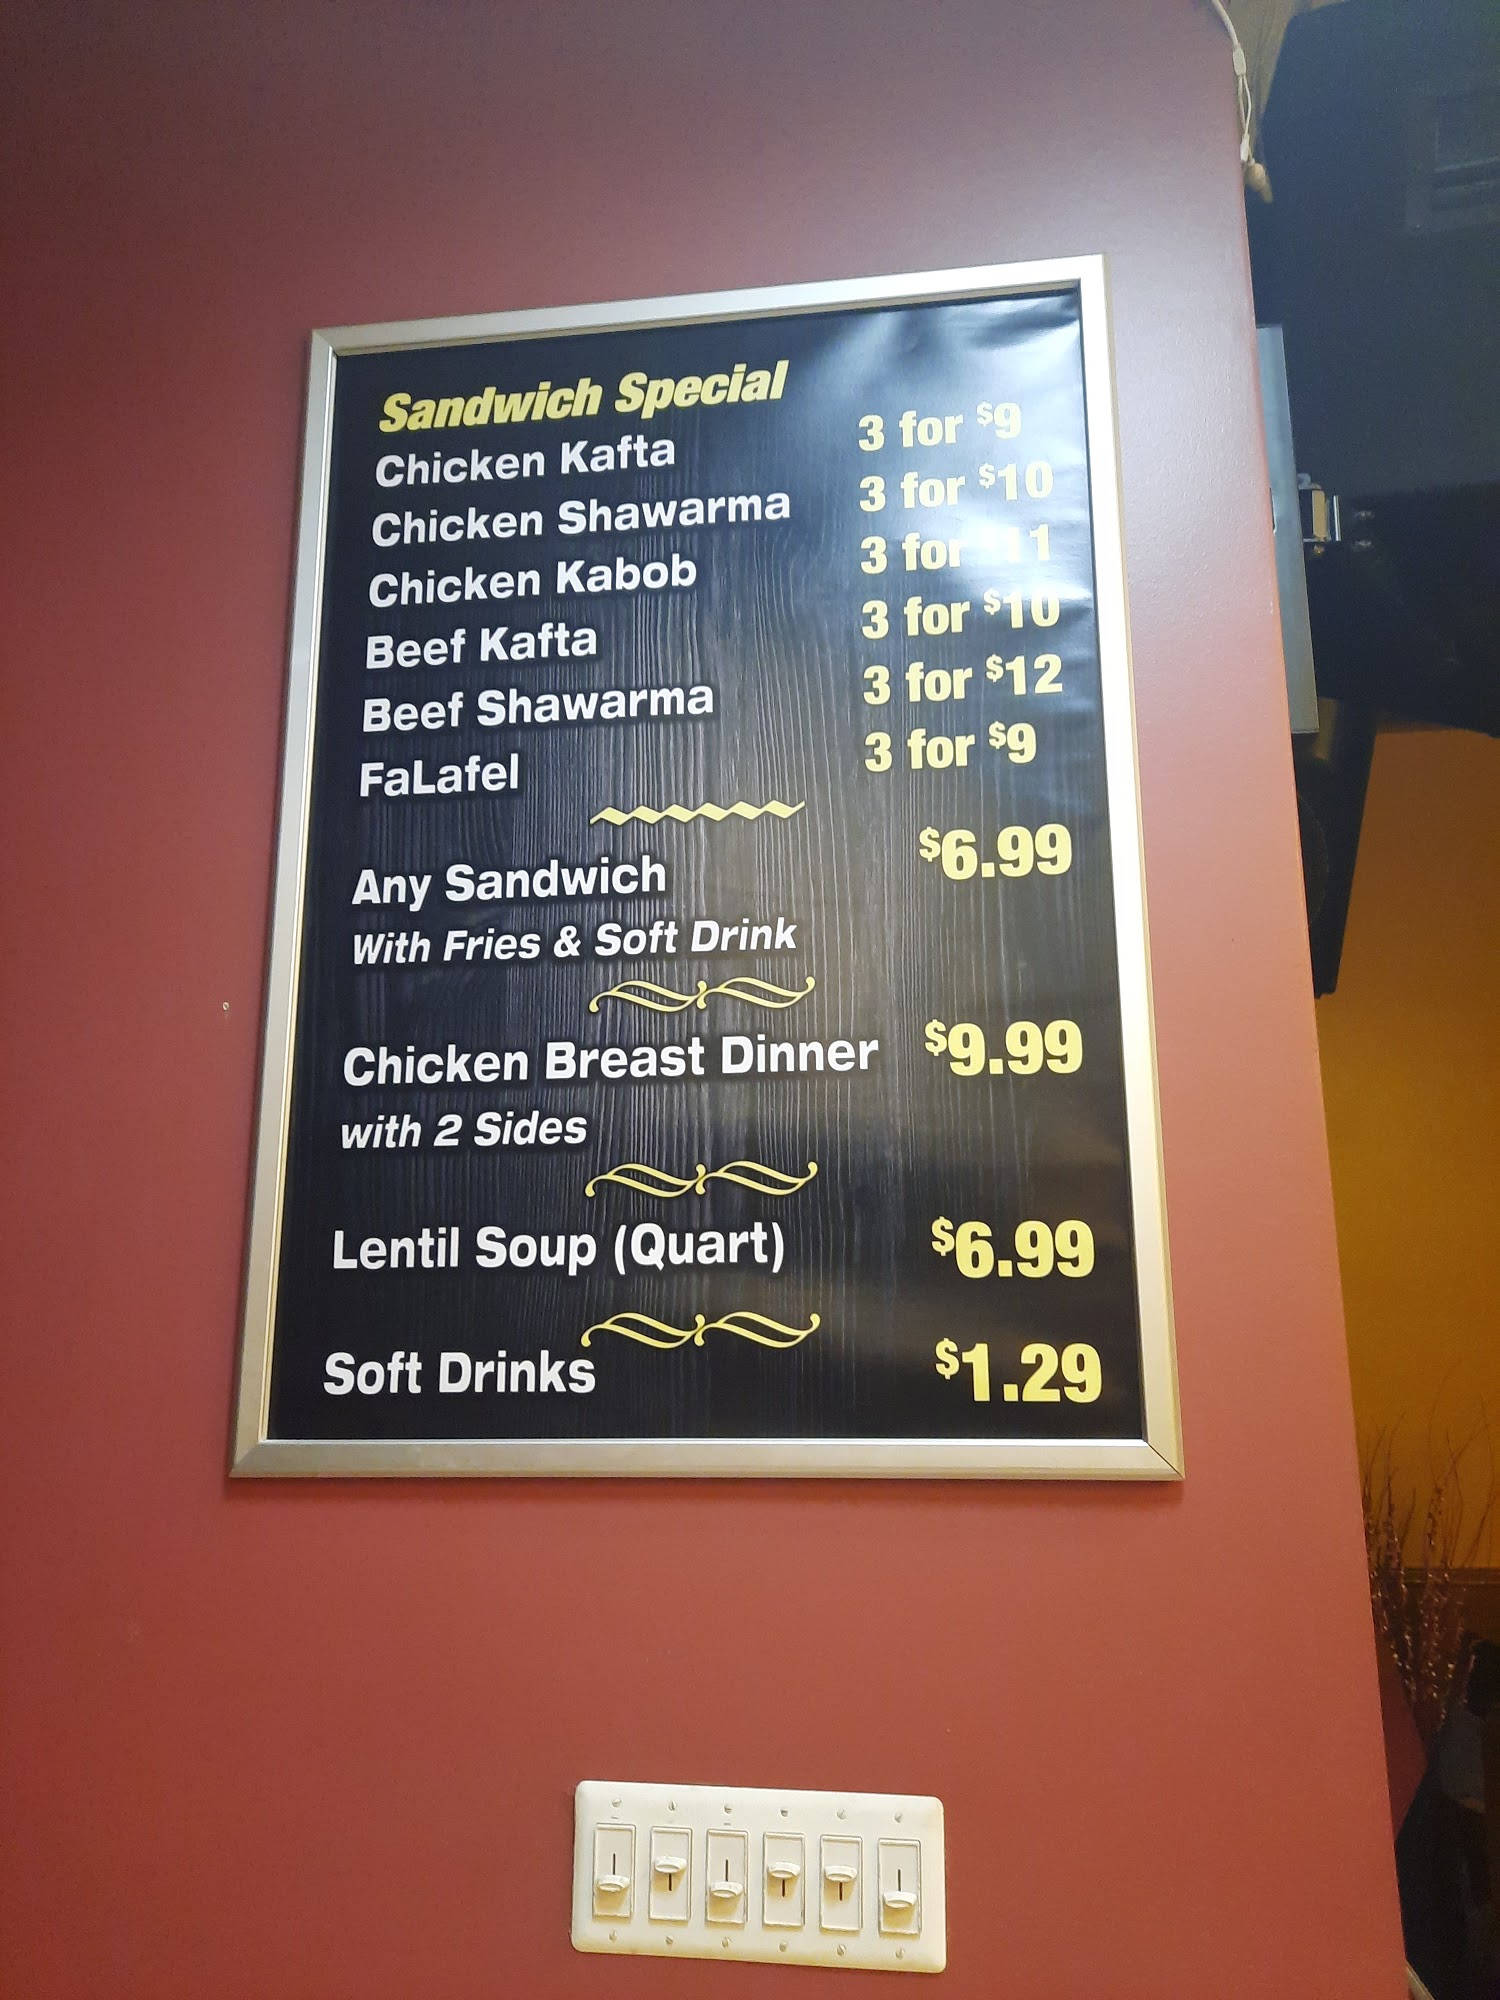 Sandwich Special
Chicken Kafta 3 for $9
Chicken Shawarma 3 for $10
Chicken Kabob 3 for 11
Beef Kafta 3 for $10
Beef Shawarma 3 for $12
FaLafel 3 for $9
Any Sandwich $6.99
With Fries & Soft Drink
Chicken Breast Dinner $9.99
with 2 Sides
Lentil Soup (Quart) $6.99
Soft Drinks $1.29